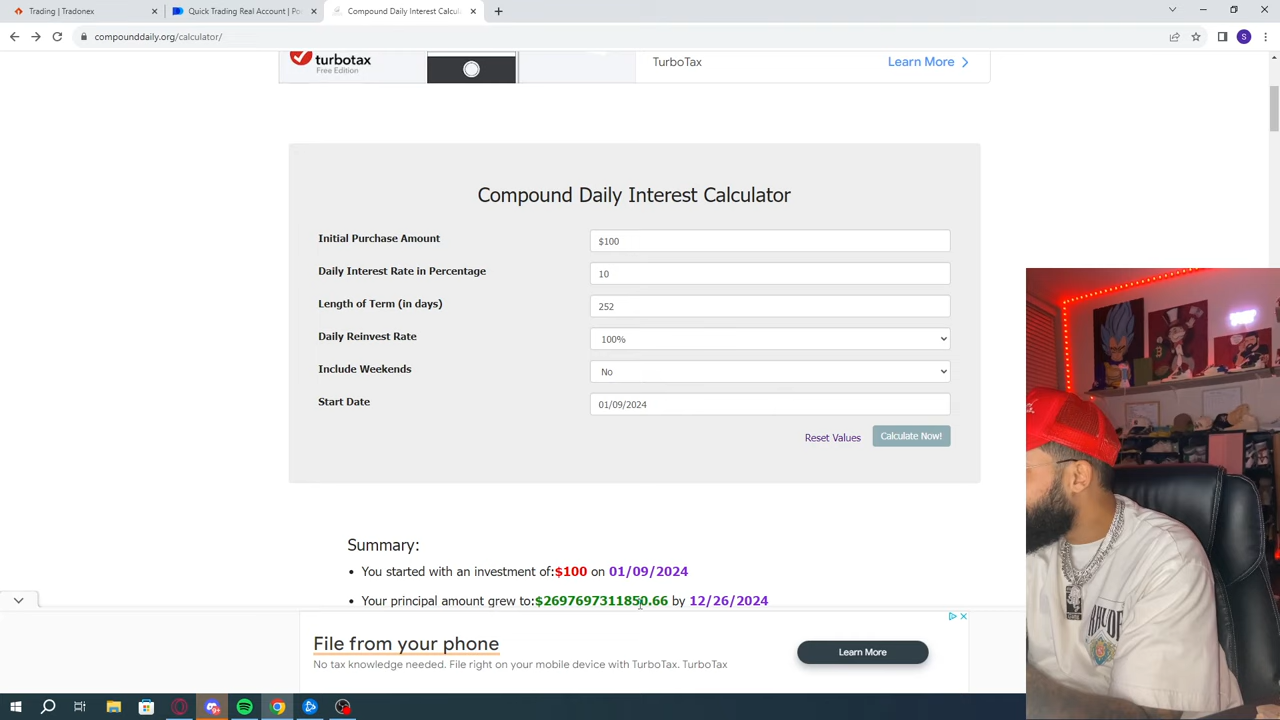 Trading | Tradonex
Quick Trading Real Account | Po
Compound Daily Interest Calcula
compounddaily.org/calculator/
S
turbotax
Free Edition
TurboTax
Learn More
Compound Daily Interest Calculator
Initial Purchase Amount
$100
Daily Interest Rate in Percentage
10
Length of Term (in days)
252
Daily Reinvest Rate
100%
Include Weekends
No
Start Date
01/09/2024
Reset Values
Calculate Now!
Summary:
• You started with an investment of:$100 on 01/09/2024
• Your principal amount grew to:$2697697311850.66 by 12/26/2024
File from your phone
No tax knowledge needed. File right on your mobile device with TurboTax. TurboTax
Learn More